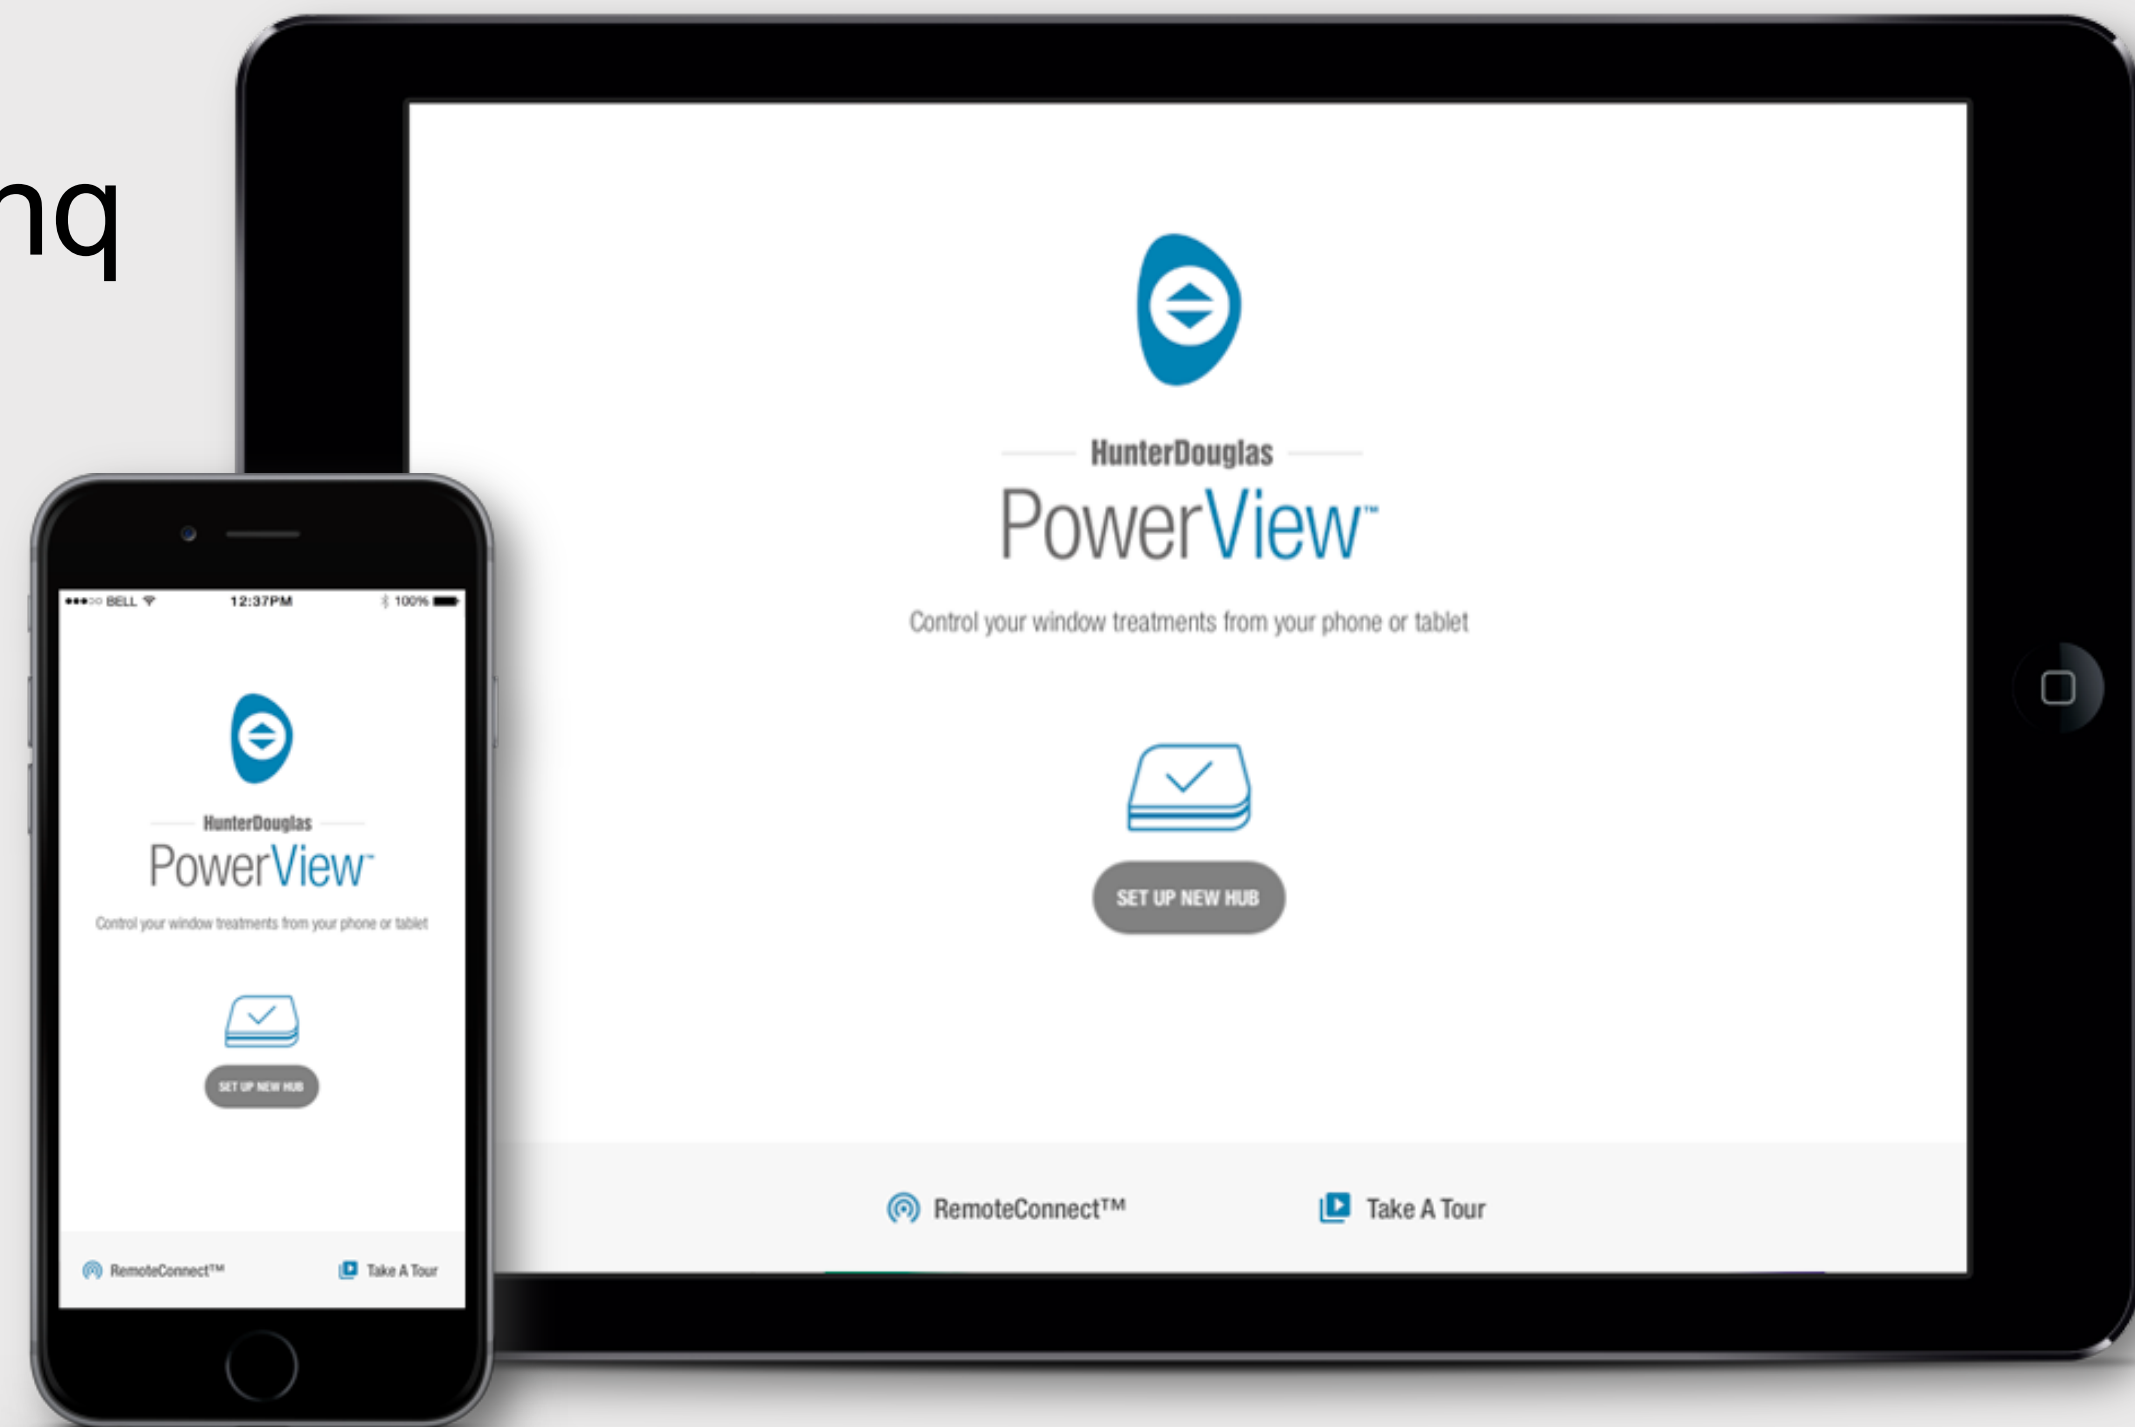 nq
HunterDouglas
PowerView™
Control your window treatments from your phone or tablet
SET UP NEW HUB
RemoteConnect™
Take A Tour
BELL 12:37PM 100%
HunterDouglas
PowerView™
Control your window treatments from your phone or tablet
SET UP NEW HUB
RemoteConnect™
Take A Tour